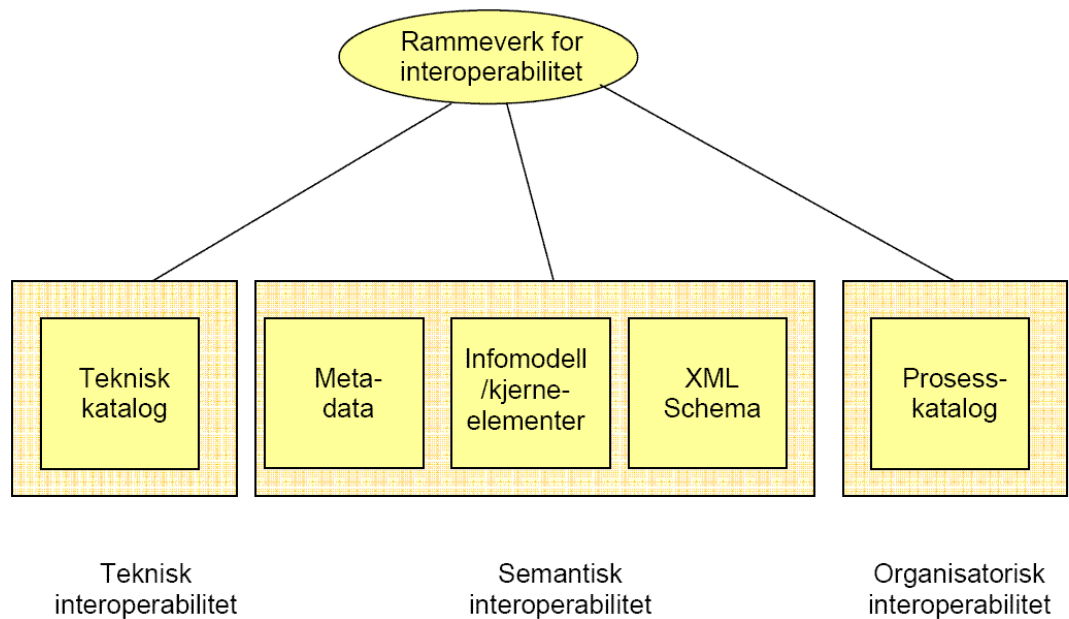 Rammeverk for
interoperabilitet
Teknisk
katalog
Meta-
data
Infomodell
/kjerne-
elementer
XML
Schema
Prosess-
katalog
Teknisk
interoperabilitet
Semantisk
interoperabilitet
Organisatorisk
interoperabilitet